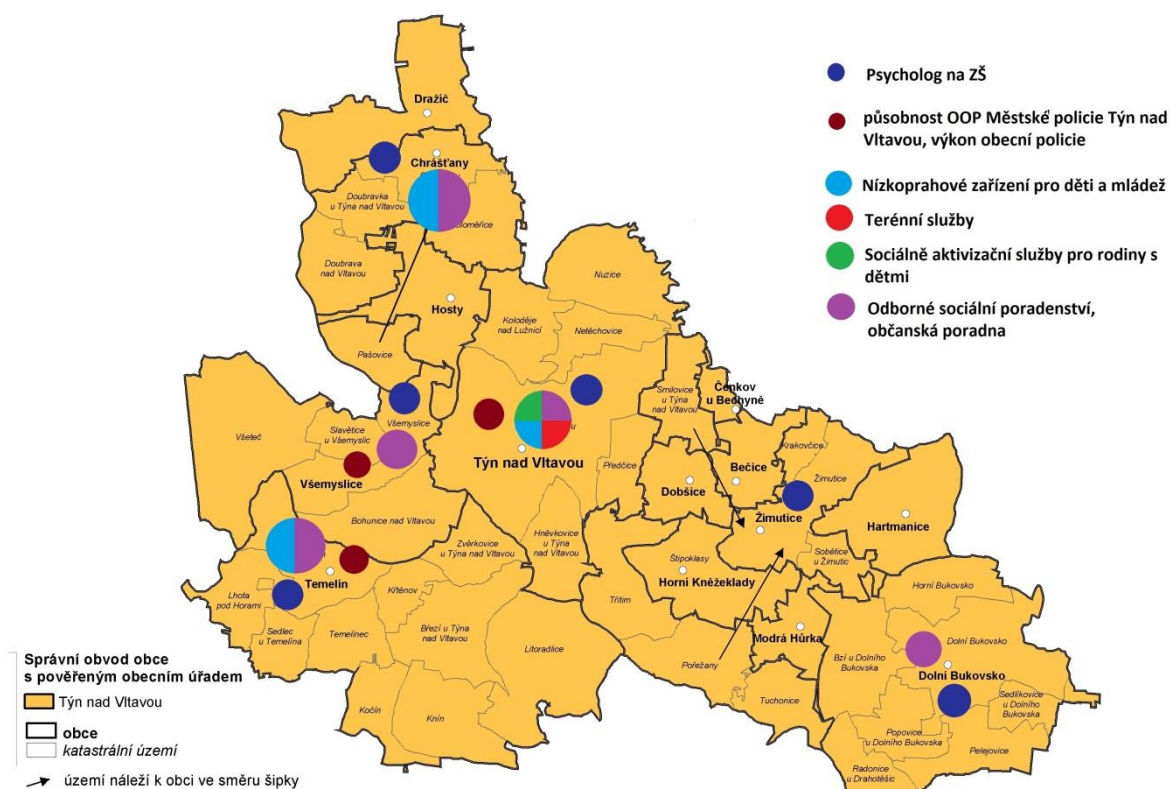 Psycholog na ZŠ
působnost OOP Městské policie Týn nad
Vltavou, výkon obecní policie
Nízkoprahové zařízení pro děti a mládež
Terénní služby
Sociálně aktivizační služby pro rodiny s
dětmi
Odborné sociální poradenství,
občanská poradna
Dražíč
Chrášťany
Doubravka
u Týna nad Vltavou
Doubrava
nad Vltavou
Hosty
Pašovice
Koloděje
nad Lužnicí
Nuzice
Netěchovice
Všeteč
Slavětice
u Všemyslic
Všemyslice
Všemyslice
Bohunice nad Vltavou
Týn nad Vltavou
Předčice
Smilovice
u Týna
nad Vltavou
Čenkov
u Bechyně
Bečice
Dobšice
Krakovčice
Žimutice
Žimutice
Hartmanice
Sobětice
u Žimutic
Štipoklasy
Horní Kněžeklady
Modrá Hůrka
Třitim
Pořežany
Tuchonice
Hněvkovice
u Týna
nad Vltavou
Zvěrkovice
u Týna nad Vltavou
Litoradlice
Temelín
Lhota
pod Horami
Sedlec
u Temelína
Temelinec
Křtěnov
Březí u Týna
nad Vltavou
Kočín
Knín
Horní Bukovsko
Dolní Bukovsko
Dolní Bukovsko
Bzí u Dolního
Bukovska
Sedlíkovice
u Dolního
Bukovska
Popovice
u Dolního Bukovska
Pelejovice
Radonice
u Drahotěšic
Správní obvod obce
s pověřeným obecním úřadem
Týn nad Vltavou
obce
katastrální území
území náleží k obci ve směru šipky